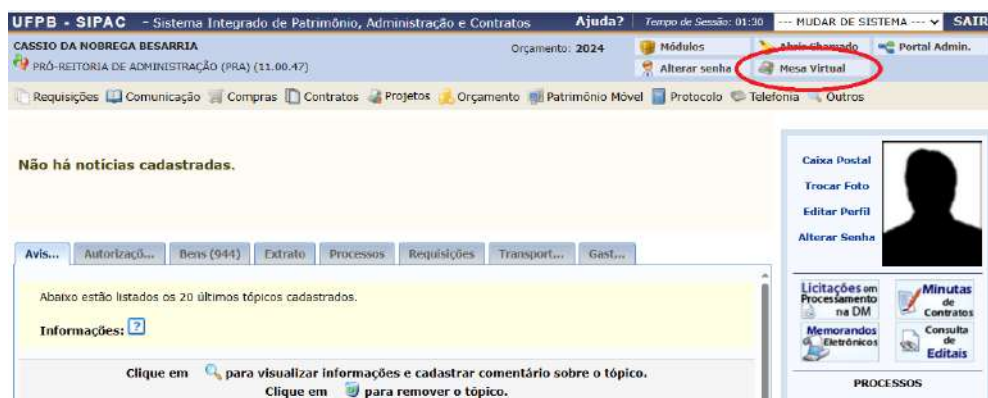 UFPB - SIPAC - Sistema Integrado de Patrimônio, Administração e Contratos Ajuda? Tempo de Sessão: 01:30 --- MUDAR DE SISTEMA --- SAIR
CASSIO DA NOBREGA BESARRIA Orçamento: 2024 Módulos Abrir Chamado Portal Admin.
PRÓ-REITORIA DE ADMINISTRAÇÃO (PRA) (11.00.47) Alterar senha Mesa Virtual
Requisições Comunicação Compras Contratos Projetos Orçamento Patrimônio Móvel Protocolo Telefonia Outros
Não há notícias cadastradas.
Caixa Postal
Trocar Foto
Editar Perfil
Alterar Senha
Avis... Autorizaçõ... Bens (944) Extrato Processos Requisições Transport... Gast...
Abaixo estão listados os 20 últimos tópicos cadastrados.
Informações: ?
Clique em para visualizar informações e cadastrar comentário sobre o tópico.
Clique em para remover o tópico.
Licitações em
Processamento
na DM
Minutas
de
Contratos
Memorandos
Eletrônicos
Consulta
de
Editais
PROCESSOS